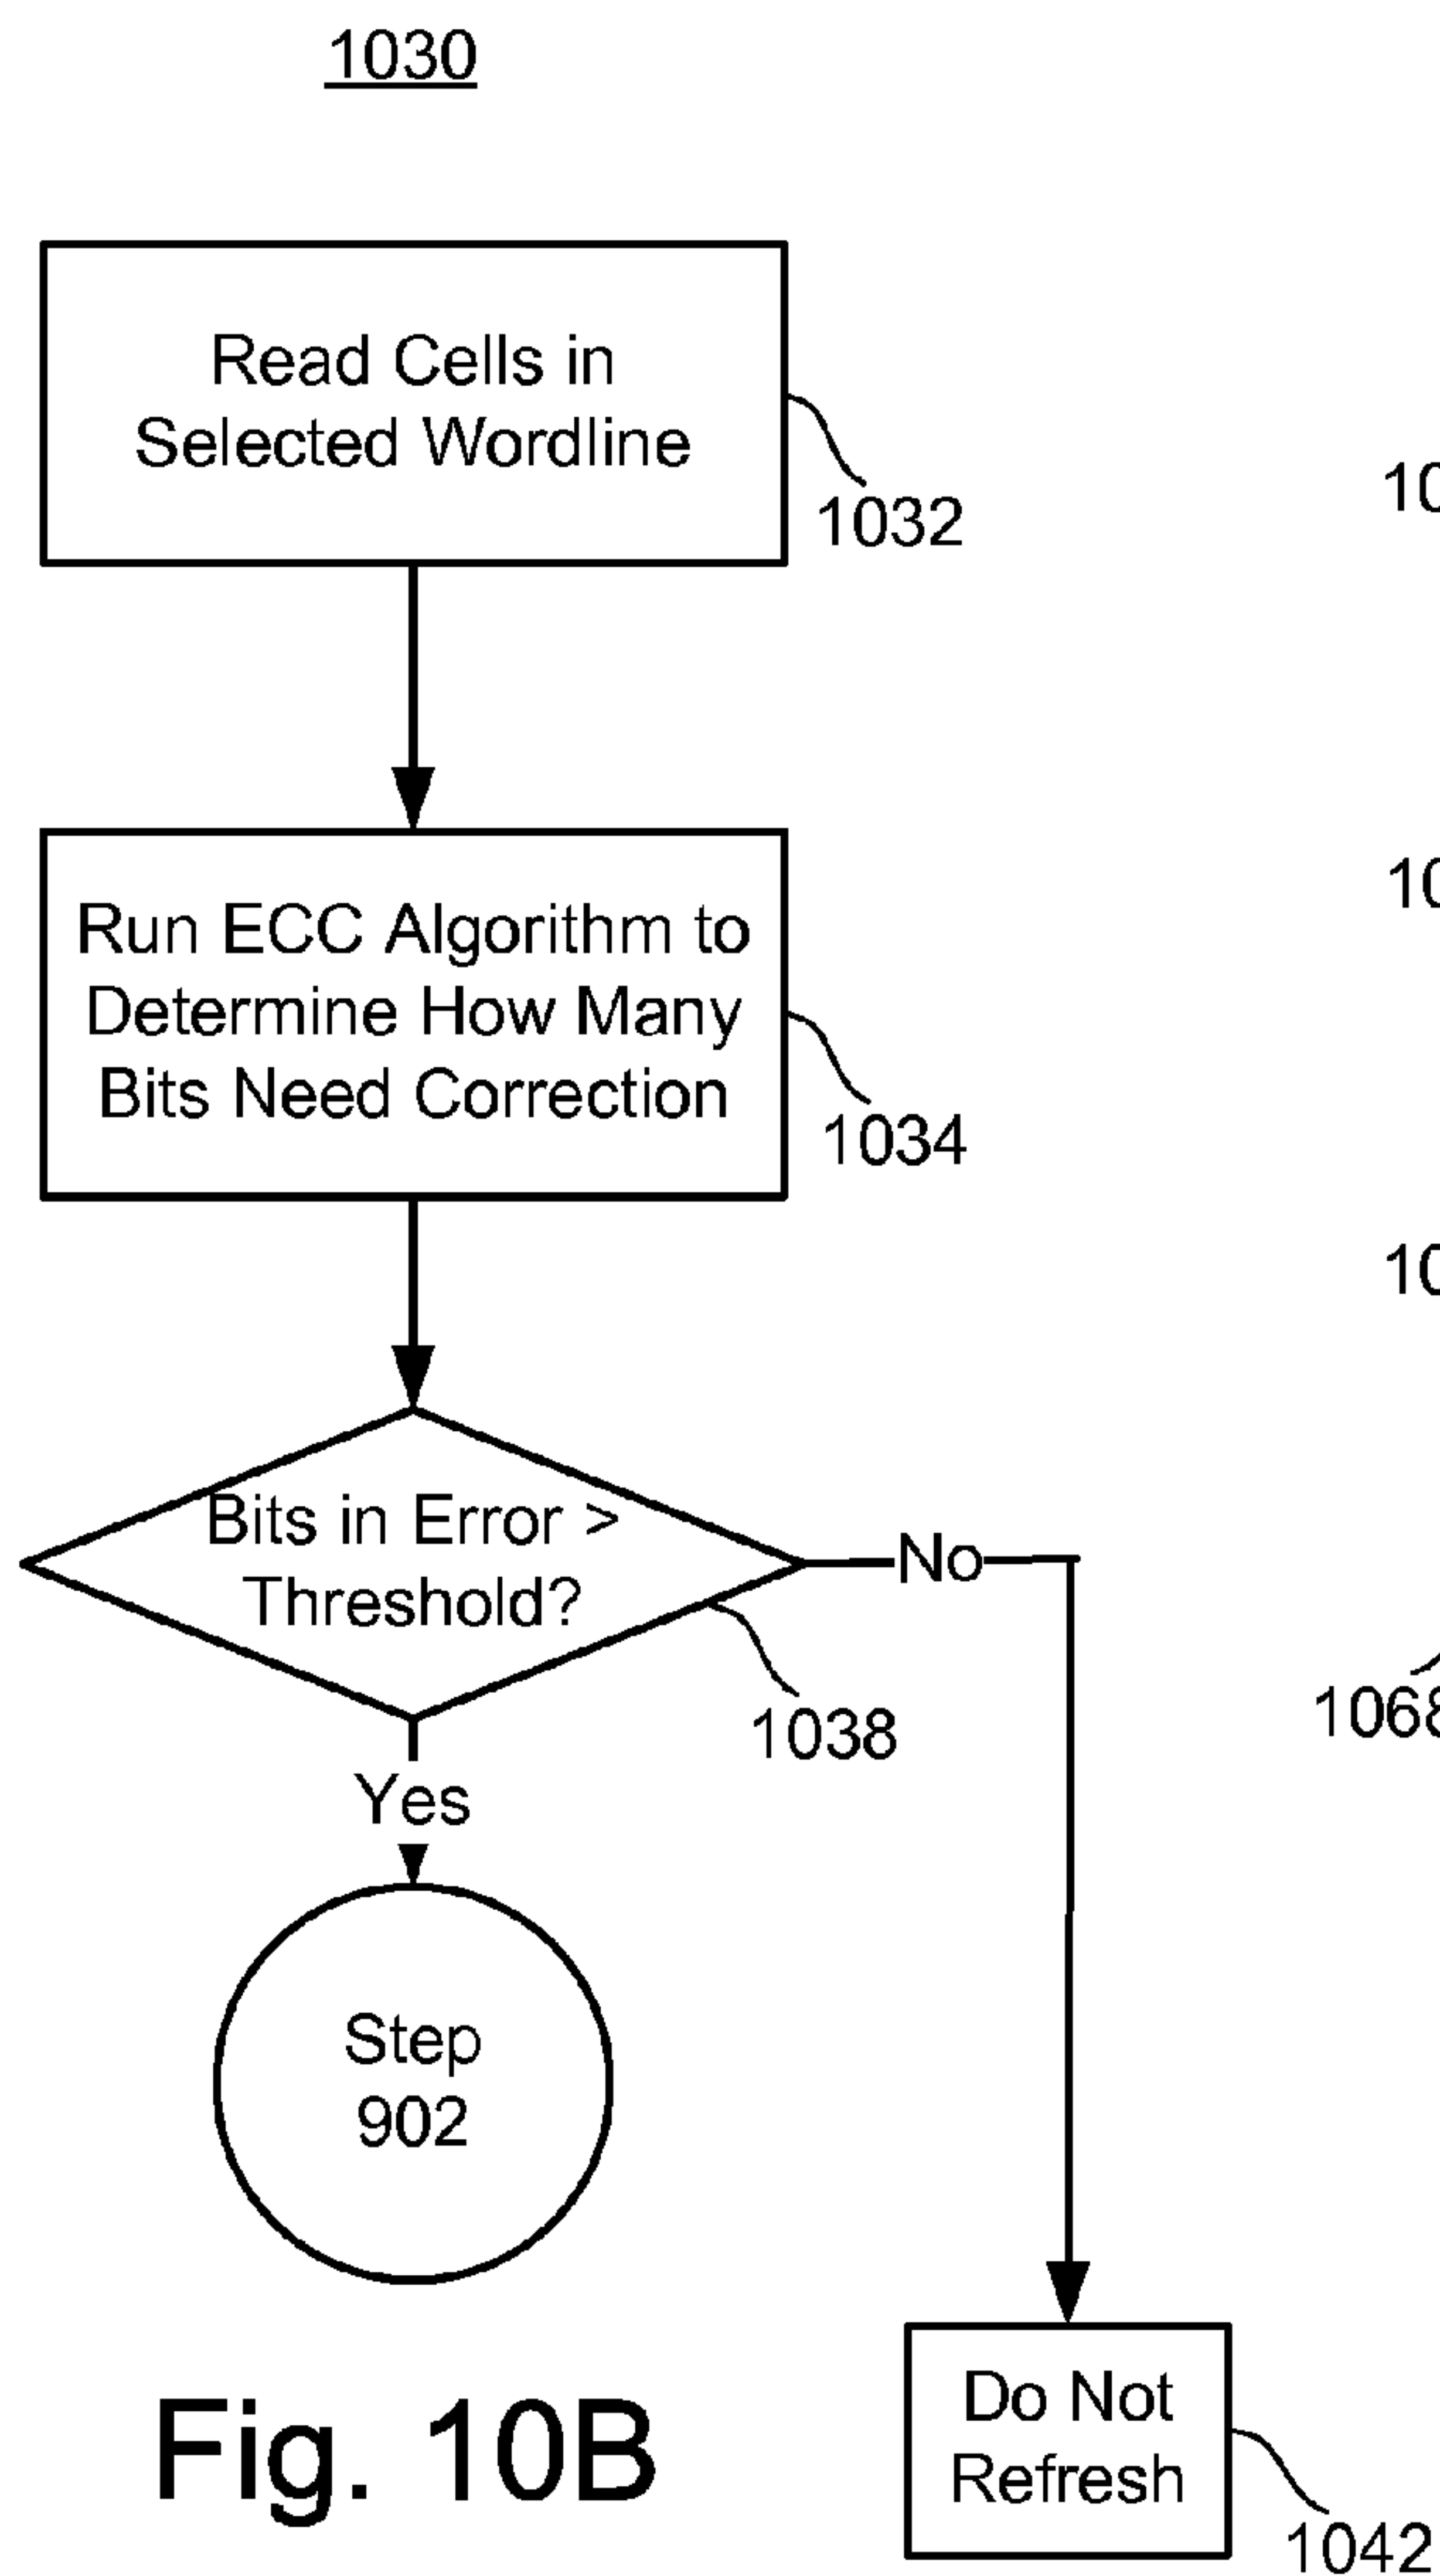 1030
Read Cells in
Selected Wordline
1032
Run ECC Algorithm to
Determine How Many
Bits Need Correction
1034
Bits in Error >
Threshold?
No
1038
Yes
Step
902
Do Not
Refresh
1042
Fig. 10B
1068